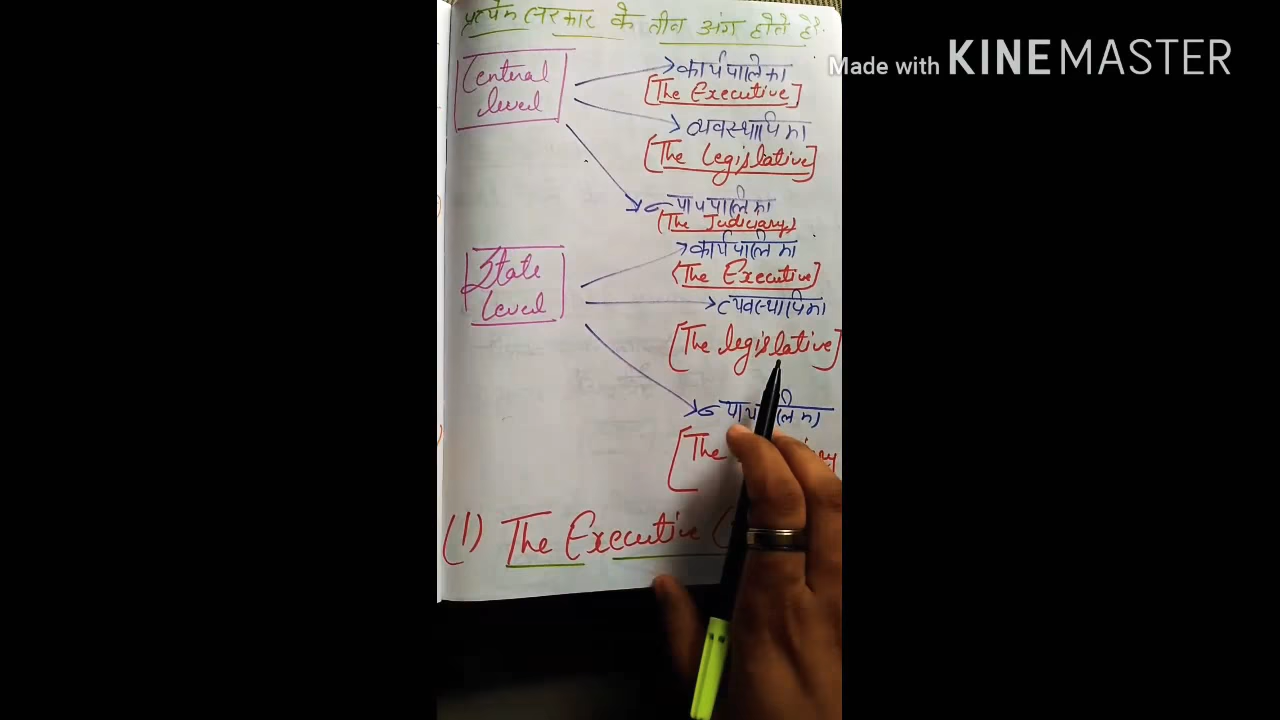 प्रत्येक सरकार के तीन अंग होते है.
Made with KINEMASTER
Central
level
कार्यपालिका
[The Executive]
व्यवस्थापिका
[The Legislative]
न्यायपालिका
(The Judiciary)
State
Level
कार्यपालिका
(The Executive]
व्यवस्थापिका
[The legislative]
[The
(1) The Executive (